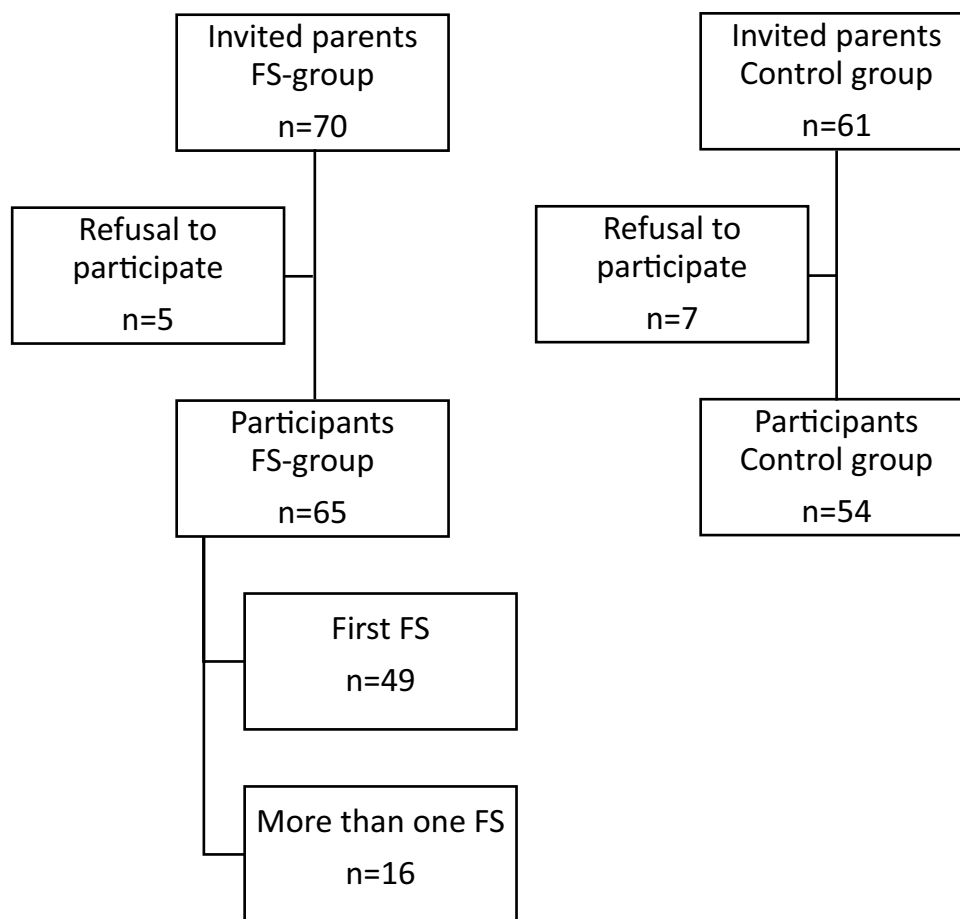 Invited parents
FS-group
n=70
Invited parents
Control group
n=61
Refusal to
participate
n=5
Refusal to
participate
n=7
Participants
FS-group
n=65
Participants
Control group
n=54
First FS
n=49
More than one FS
n=16